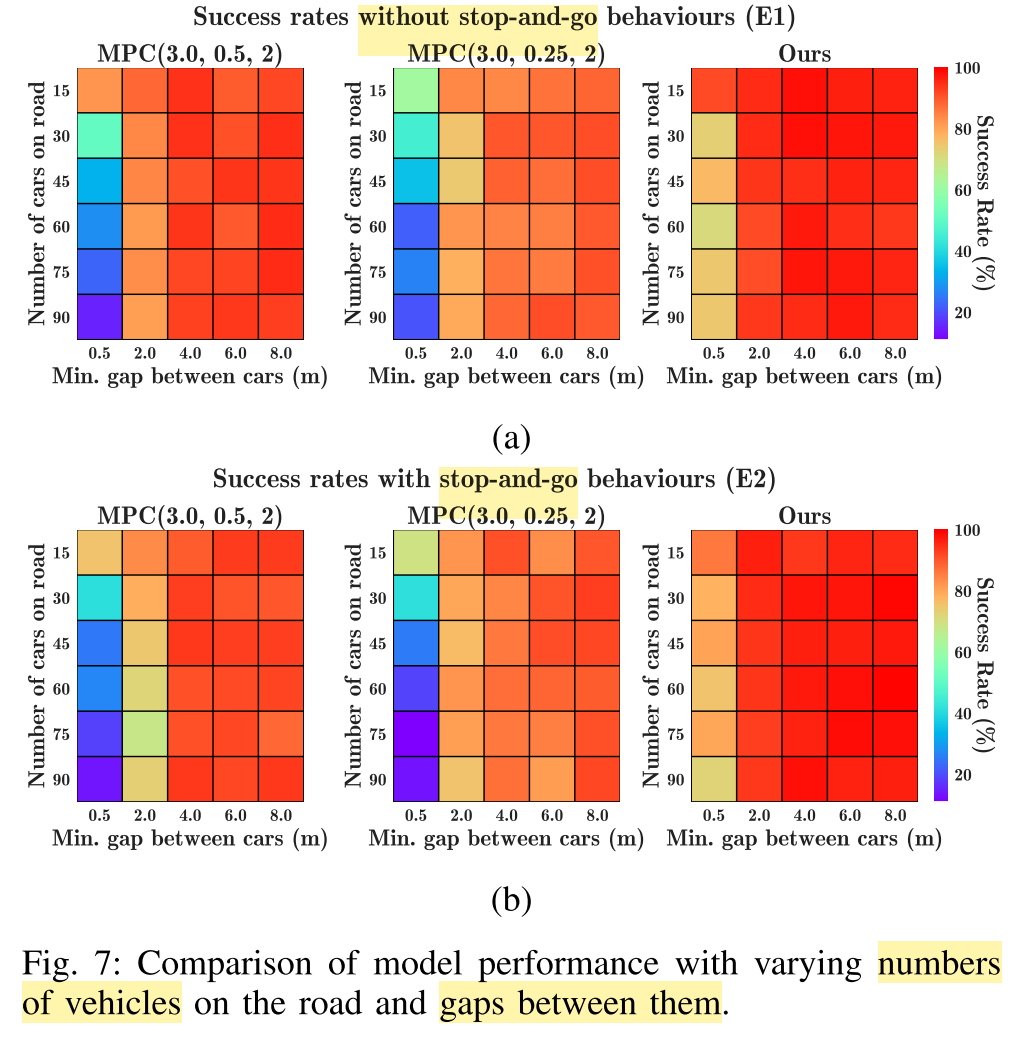 Success rates without stop-and-go behaviours (E1)
MPC(3.0, 0.5, 2) MPC(3.0, 0.25, 2) Ours
Number of cars on road
15
30
45
60
75
90
0.5 2.0 4.0 6.0 8.0
Min. gap between cars (m)
Number of cars on road
15
30
45
60
75
90
0.5 2.0 4.0 6.0 8.0
Min. gap between cars (m)
Number of cars on road
15
30
45
60
75
90
0.5 2.0 4.0 6.0 8.0
Min. gap between cars (m)
100
80
60
40
20
Success Rate (%)
(a)
Success rates with stop-and-go behaviours (E2)
MPC(3.0, 0.5, 2) MPC(3.0, 0.25, 2) Ours
Number of cars on road
15
30
45
60
75
90
0.5 2.0 4.0 6.0 8.0
Min. gap between cars (m)
Number of cars on road
15
30
45
60
75
90
0.5 2.0 4.0 6.0 8.0
Min. gap between cars (m)
Number of cars on road
15
30
45
60
75
90
0.5 2.0 4.0 6.0 8.0
Min. gap between cars (m)
100
80
60
40
20
Success Rate (%)
(b)
Fig. 7: Comparison of model performance with varying numbers
of vehicles on the road and gaps between them.